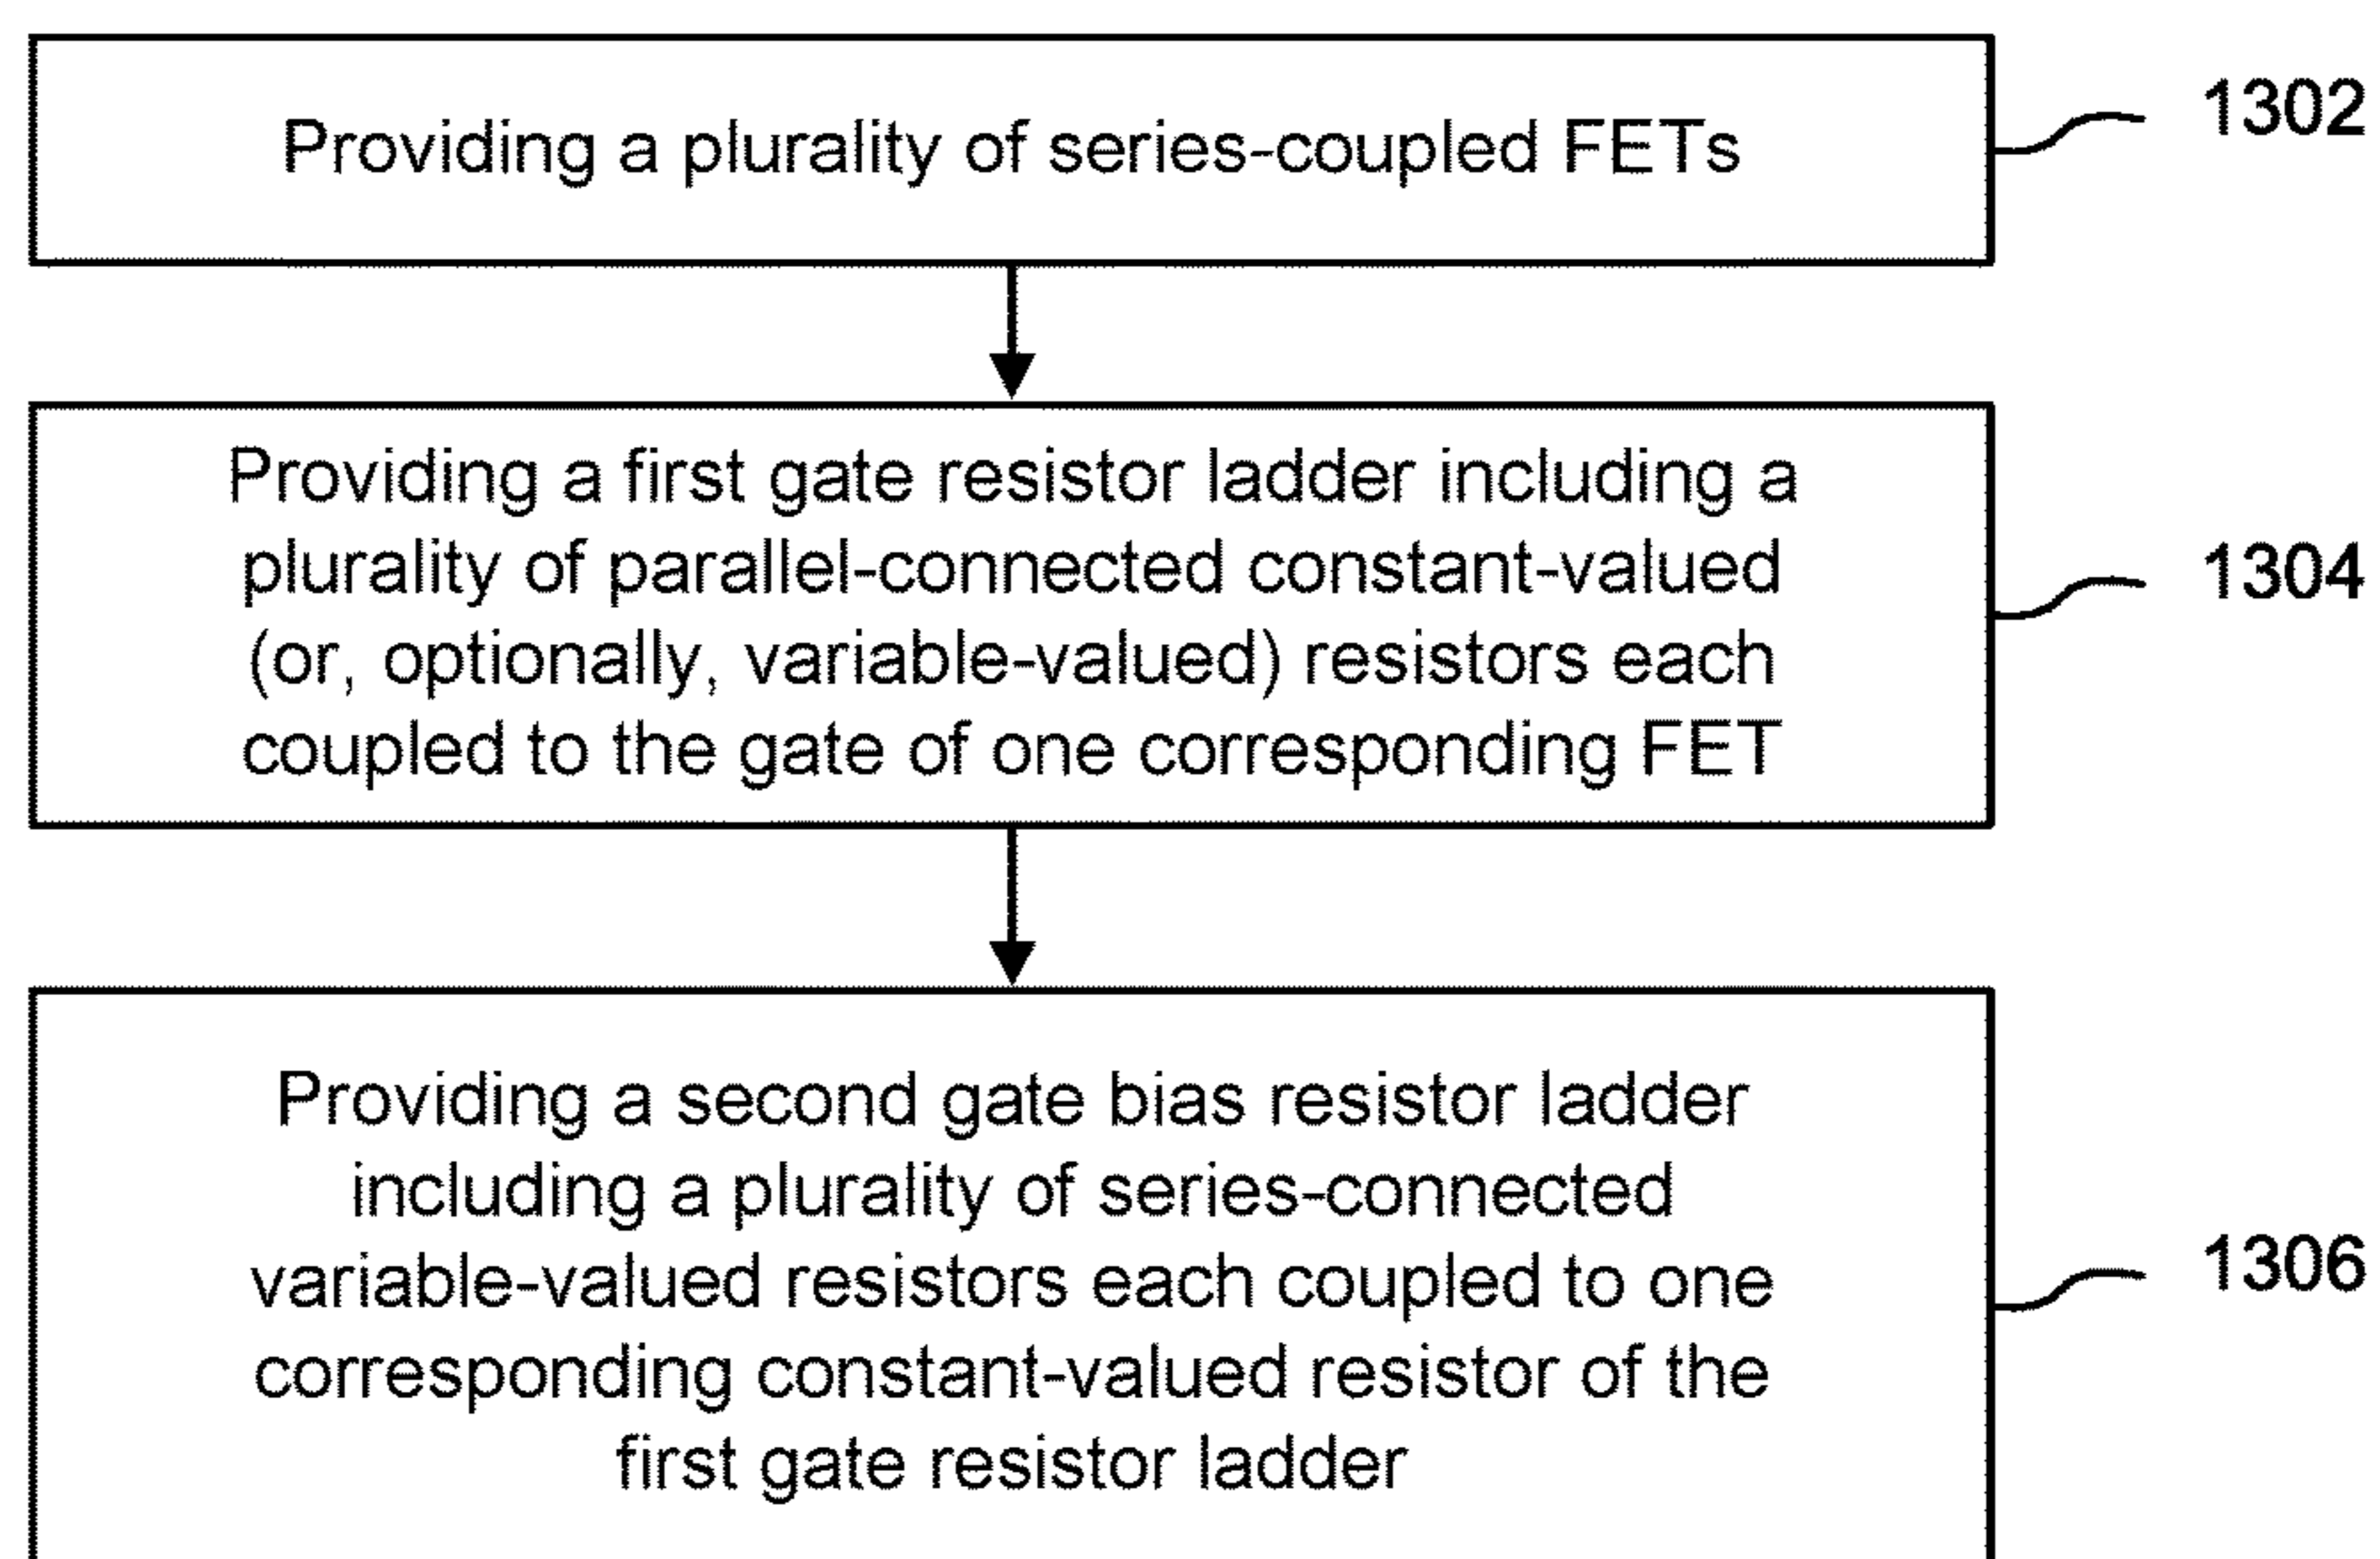 Providing a plurality of series-coupled FETs
1302
Providing a first gate resistor ladder including a
plurality of parallel-connected constant-valued
(or, optionally, variable-valued) resistors each
coupled to the gate of one corresponding FET
1304
Providing a second gate bias resistor ladder
including a plurality of series-connected
variable-valued resistors each coupled to one
corresponding constant-valued resistor of the
first gate resistor ladder
1306